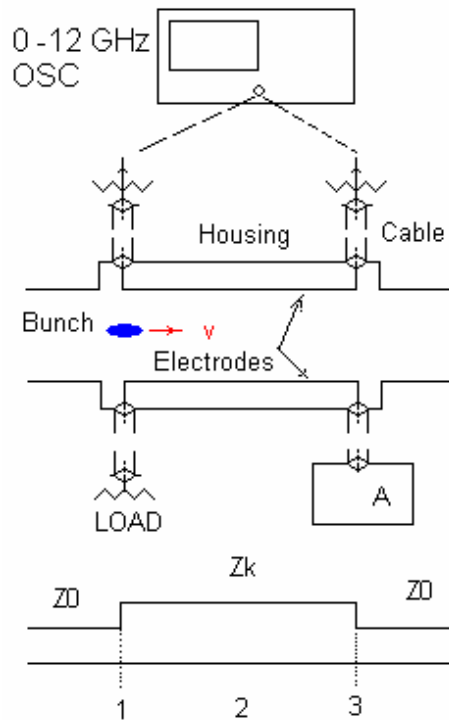 0 -12 GHz
OSC
Housing
Cable
Bunch
v
Electrodes
LOAD
A
Zk
Z0
Z0
1
2
3